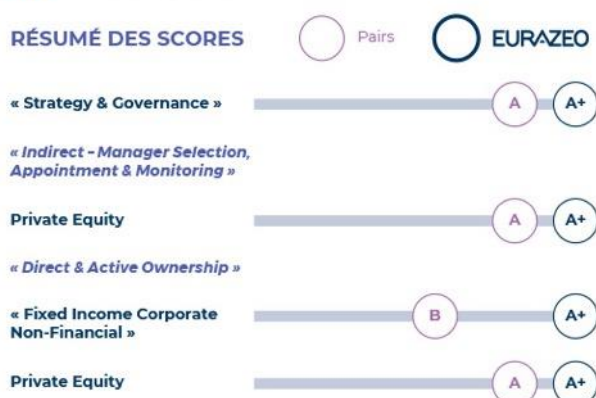 RÉSUMÉ DES SCORES Pairs EURAZEO
« Strategy & Governance » A A+
« Indirect – Manager Selection,
Appointment & Monitoring »
Private Equity A A+
« Direct & Active Ownership »
« Fixed Income Corporate
Non-Financial » B A+
Private Equity A A+